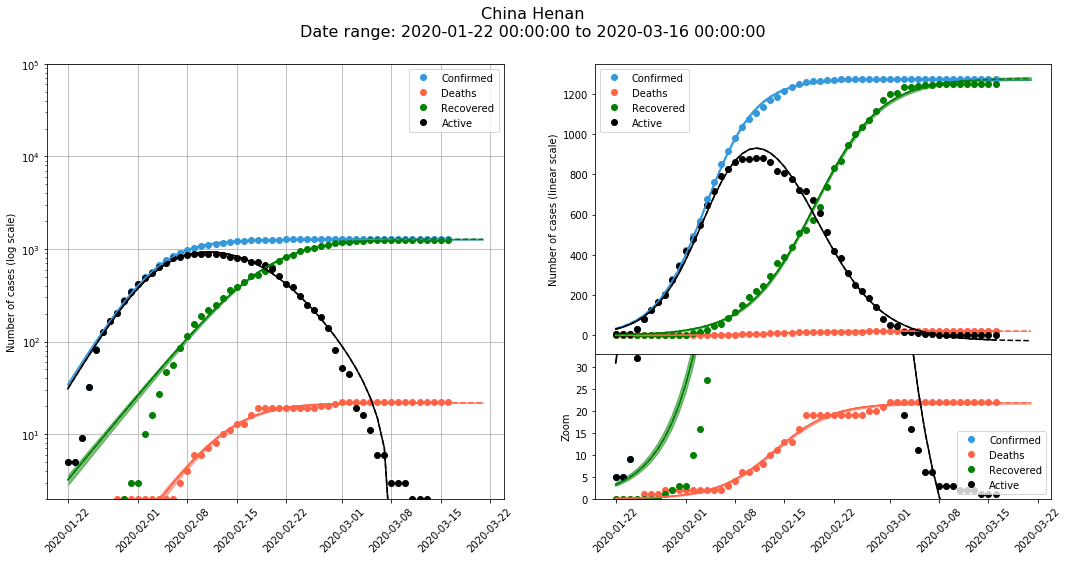 China Henan
Date range: 2020-01-22 00:00:00 to 2020-03-16 00:00:00
Number of cases (log scale)
10^5
10^4
10^3
10^2
10^1
Confirmed
Deaths
Recovered
Active
2020-01-22
2020-02-01
2020-02-08
2020-02-15
2020-02-22
2020-03-01
2020-03-08
2020-03-15
2020-03-22
Number of cases (linear scale)
1200
1000
800
600
400
200
0
Confirmed
Deaths
Recovered
Active
Zoom
30
25
20
15
10
5
0
Confirmed
Deaths
Recovered
Active
2020-01-22
2020-02-01
2020-02-08
2020-02-15
2020-02-22
2020-03-01
2020-03-08
2020-03-15
2020-03-22